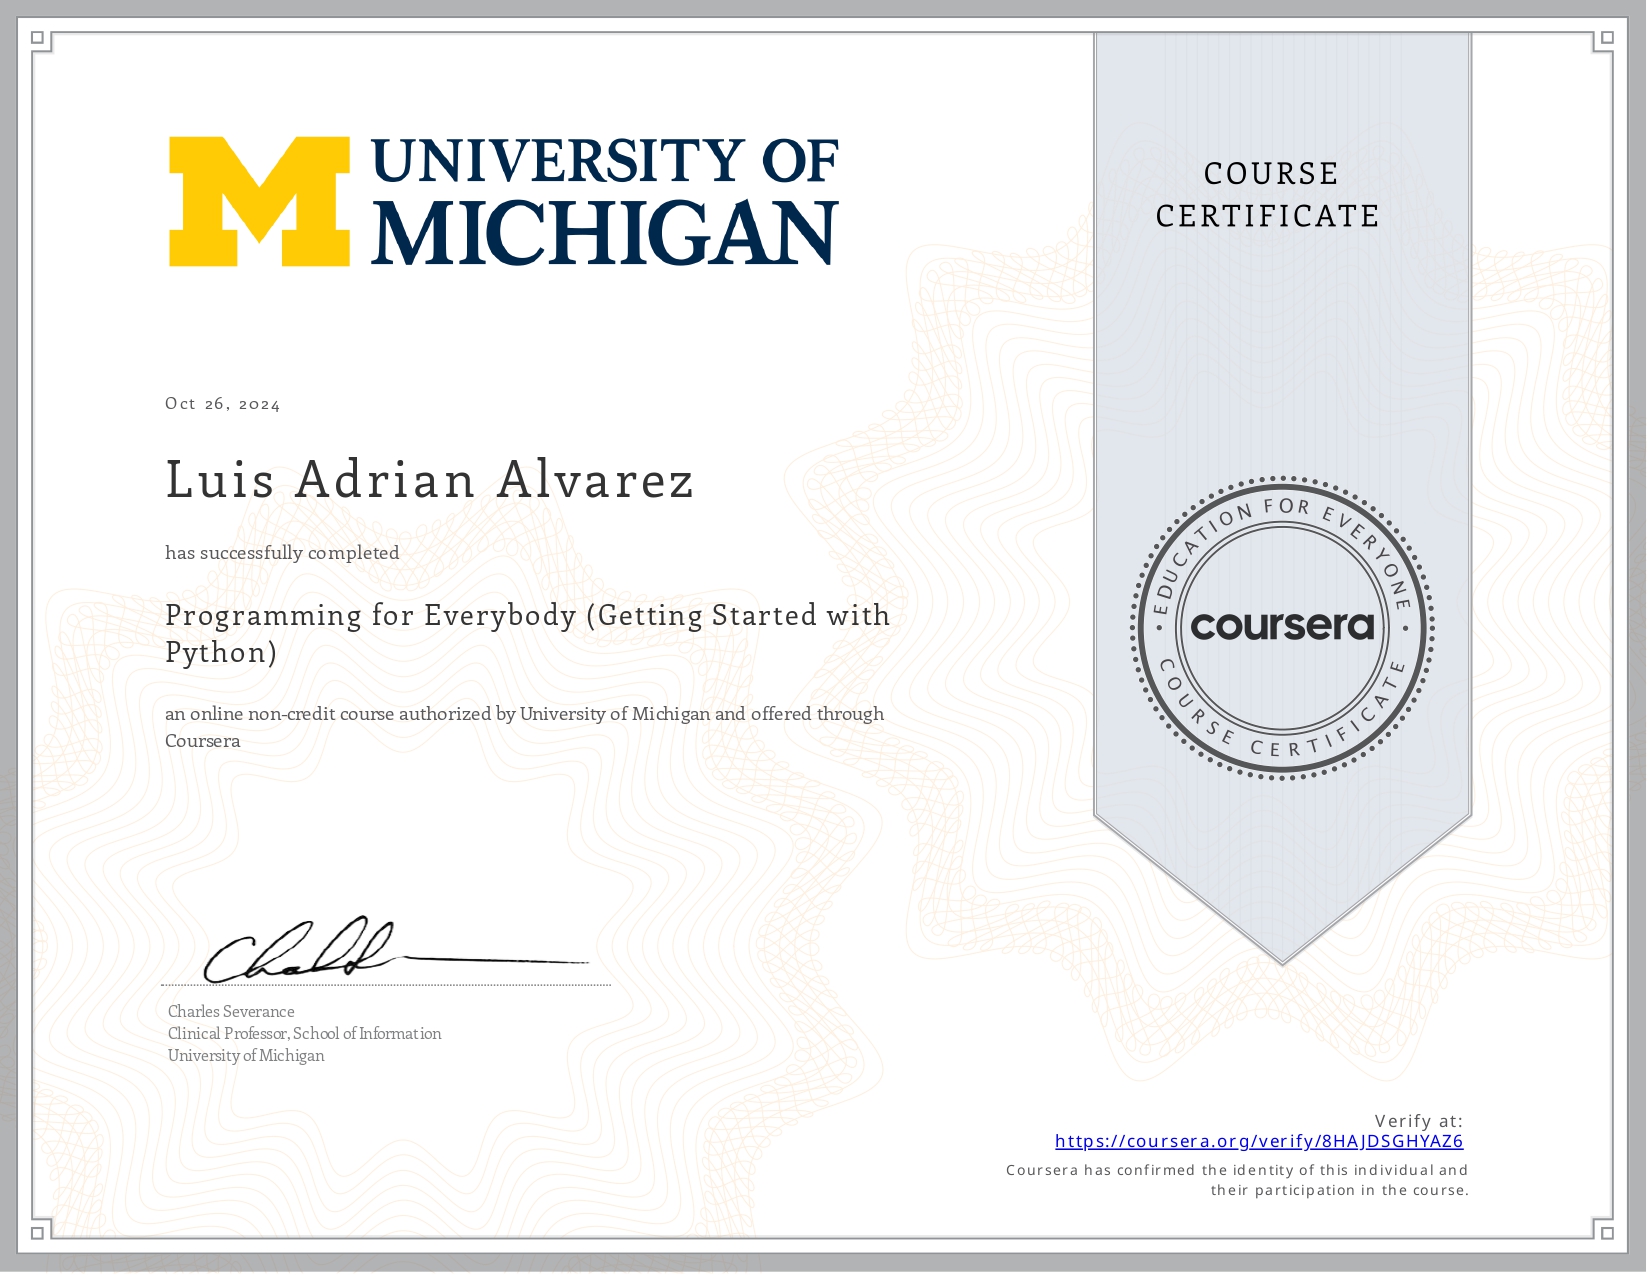 UNIVERSITY OF
MICHIGAN
COURSE
CERTIFICATE
Oct 26, 2024
Luis Adrian Alvarez
has successfully completed
Programming for Everybody (Getting Started with
Python)
an online non-credit course authorized by University of Michigan and offered through
Coursera
EDUCATION FOR EVERYONE
coursera
COURSE CERTIFICATE
Charles Severance
Clinical Professor, School of Information
University of Michigan
Verify at:
https://coursera.org/verify/8HAJDSGHYAZ6
Coursera has confirmed the identity of this individual and
their participation in the course.